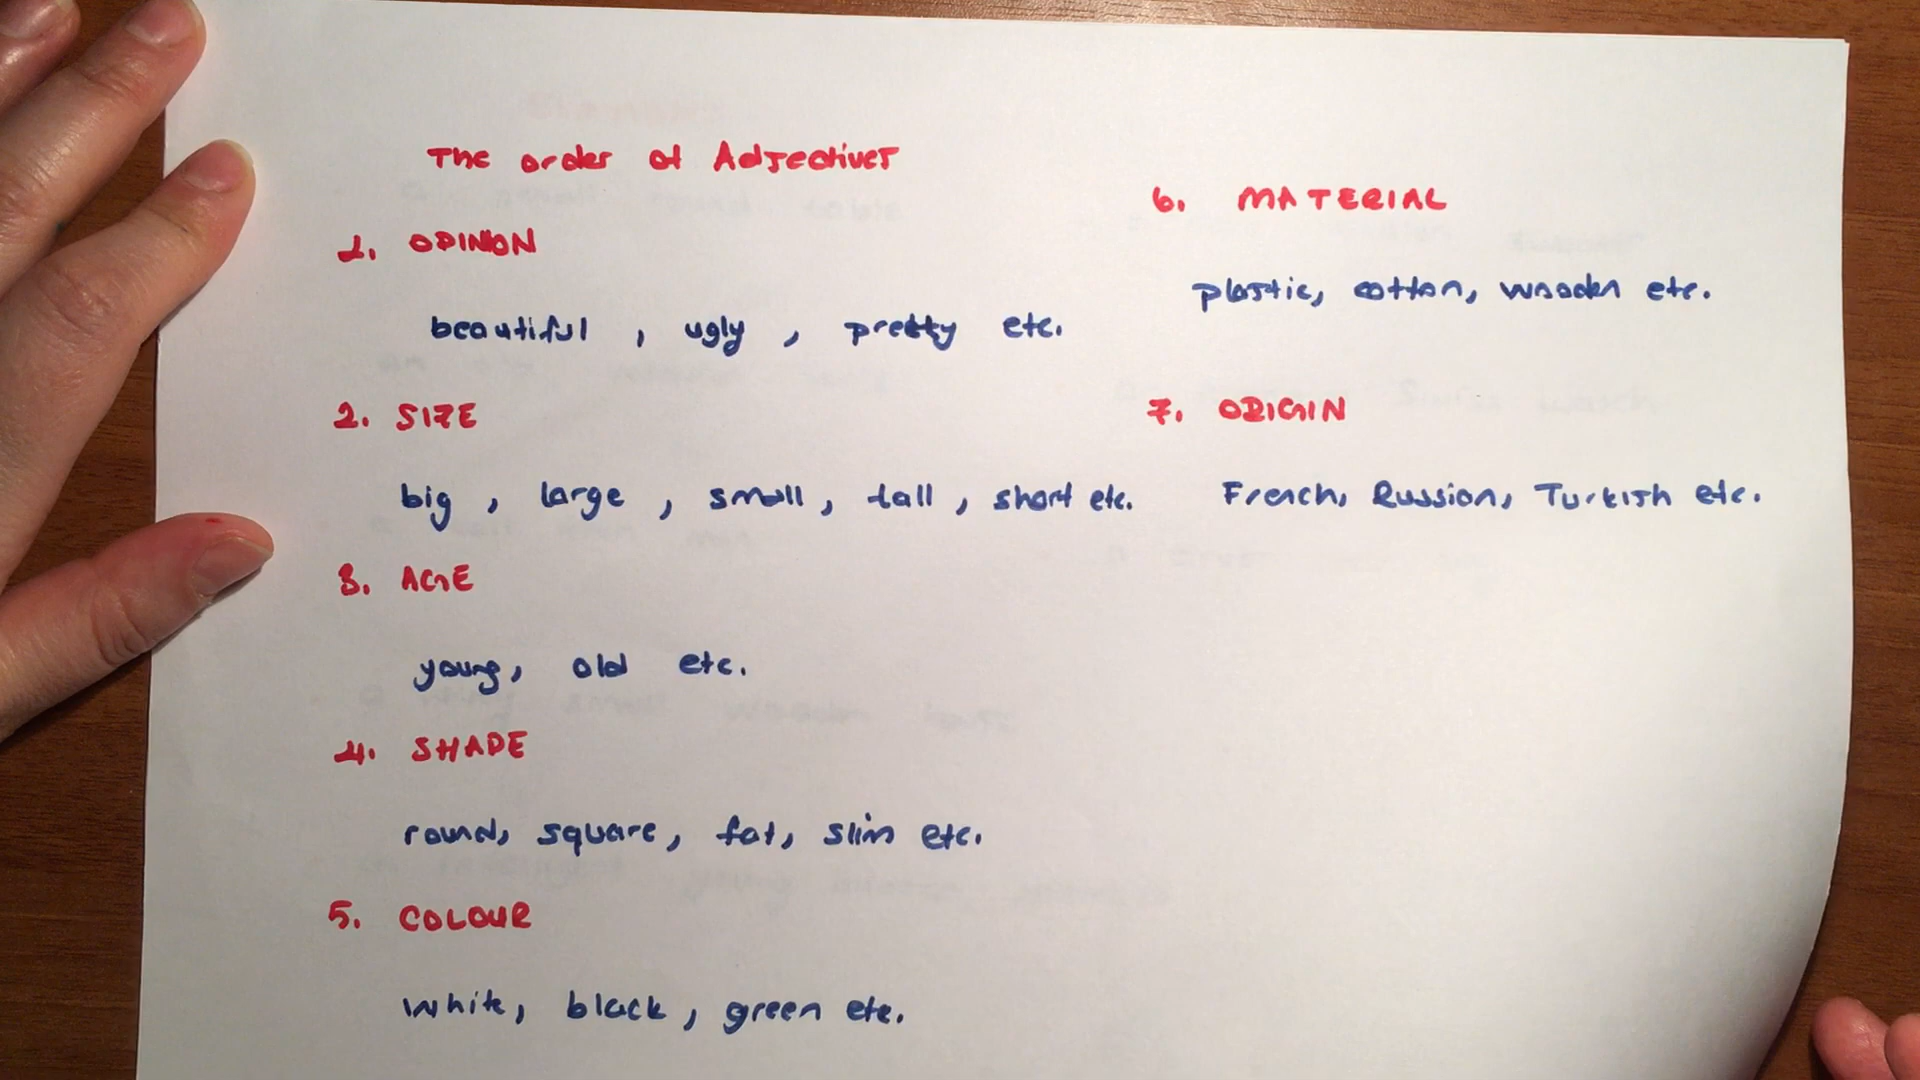 The order of Adjectives
1. OPINION
beautiful, ugly, pretty etc.
2. SIZE
big, large, small, tall, short etc.
3. AGE
young, old etc.
4. SHAPE
round, square, fat, slim etc.
5. COLOUR
white, black, green etc.
6. MATERIAL
plastic, cotton, wooden etc.
7. ORIGIN
French, Russian, Turkish etc.